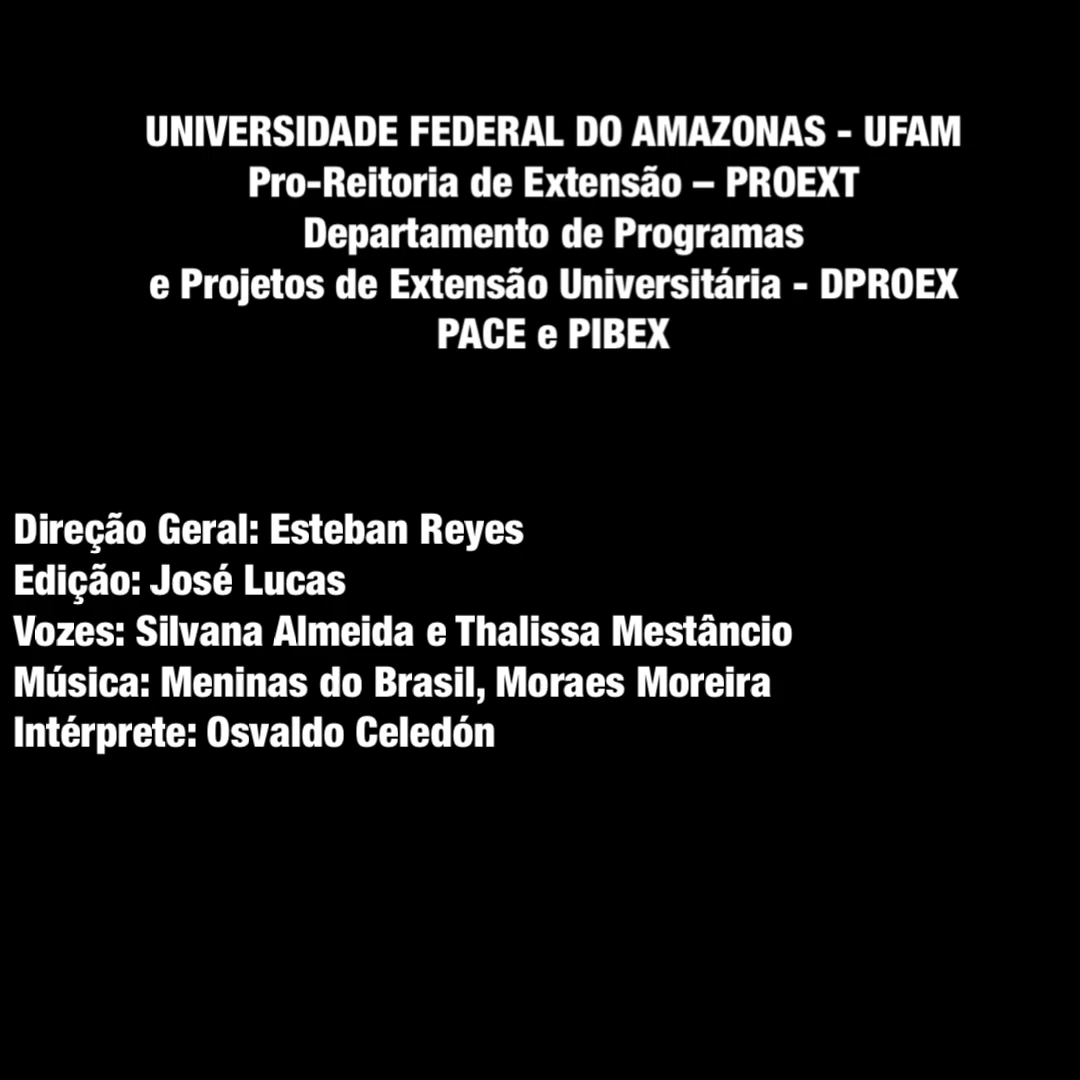 UNIVERSIDADE FEDERAL DO AMAZONAS - UFAM
Pro-Reitoria de Extensão – PROEXT
Departamento de Programas
e Projetos de Extensão Universitária - DPROEX
PACE e PIBEX
Direção Geral: Esteban Reyes
Edição: José Lucas
Vozes: Silvana Almeida e Thalissa Mestâncio
Música: Meninas do Brasil, Moraes Moreira
Intérprete: Osvaldo Celedón